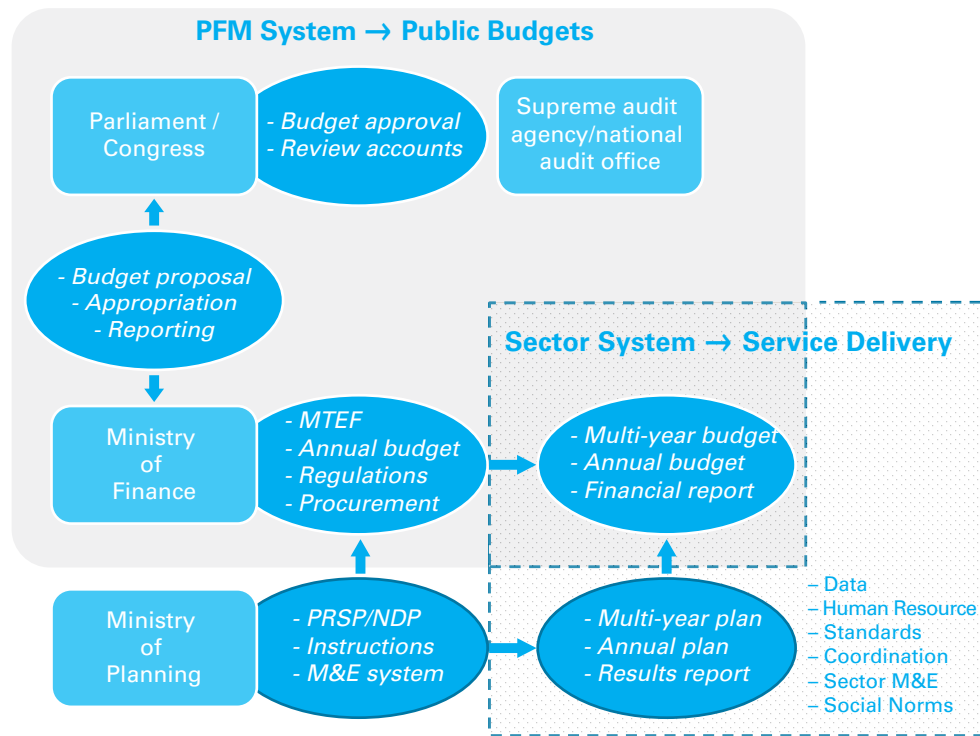 PFM System → Public Budgets
Parliament /
Congress
- Budget approval
- Review accounts
Supreme audit
agency/national
audit office
- Budget proposal
- Appropriation
- Reporting
Sector System → Service Delivery
Ministry
of
Finance
- MTEF
- Annual budget
- Regulations
- Procurement
- Multi-year budget
- Annual budget
- Financial report
Ministry
of
Planning
- PRSP/NDP
- Instructions
- M&E system
- Multi-year plan
- Annual plan
- Results report
– Data
– Human Resource
– Standards
– Coordination
– Sector M&E
– Social Norms